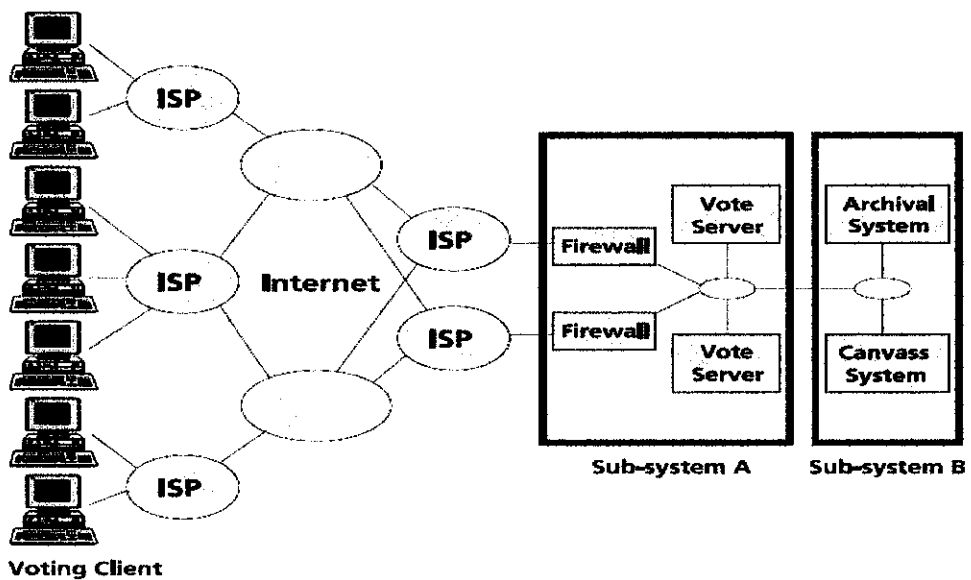 ISP
ISP
ISP
Internet
ISP
ISP
Firewall
Firewall
Vote
Server
Vote
Server
Sub-system A
Archival
System
Canvass
System
Sub-system B
Voting Client